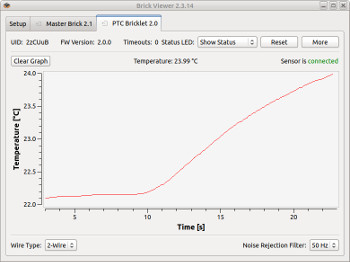 Brick Viewer 2.3.14
Setup Master Brick 2.1 PTC Bricklet 2.0
UID: 2zCUuB FW Version: 2.0.0 Timeouts: 0 Status LED: Show Status Reset More
Clear Graph Temperature: 23.99 °C Sensor is connected
24.0
23.5
23.0
22.5
22.0
Temperature [°C]
5 10 15 20
Time [s]
Wire Type: 2-Wire Noise Rejection Filter: 50 Hz